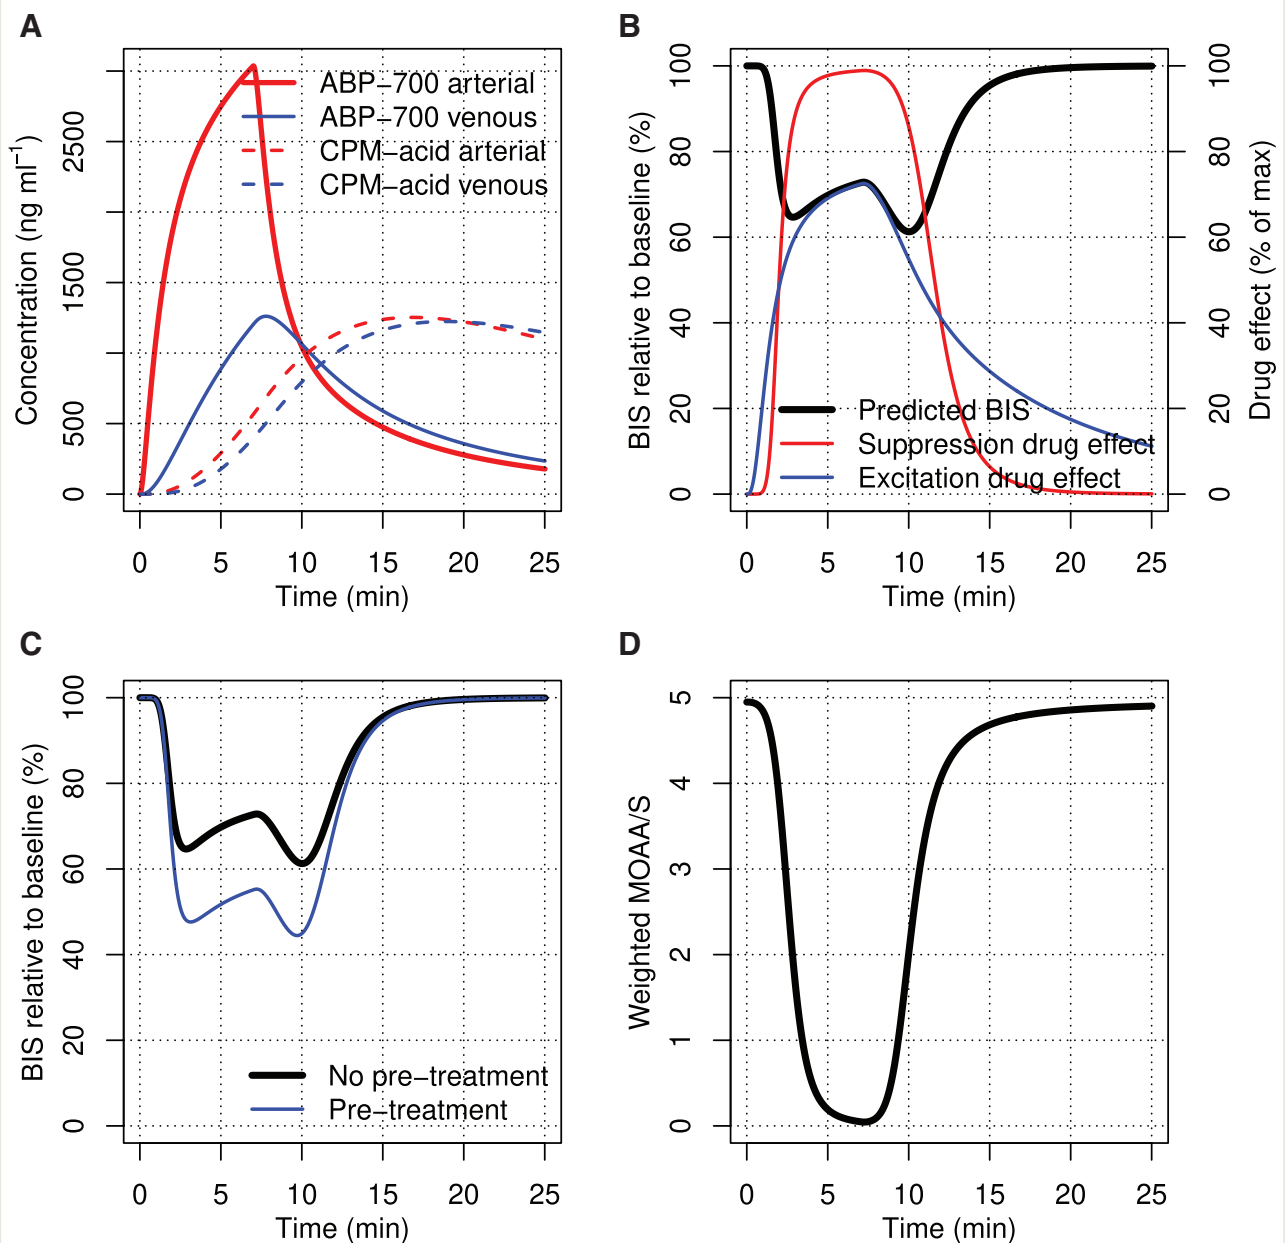 A
Concentration (ng ml−1)
2500
1500
500
0
ABP−700 arterial
ABP−700 venous
CPM−acid arterial
CPM−acid venous
0 5 10 15 20 25
Time (min)
B
BIS relative to baseline (%)
100
80
60
40
20
0
Predicted BIS
Suppression drug effect
Excitation drug effect
100
80
60
40
20
0
Drug effect (% of max)
0 5 10 15 20 25
Time (min)
C
BIS relative to baseline (%)
100
80
60
40
20
0
No pre−treatment
Pre−treatment
0 5 10 15 20 25
Time (min)
D
Weighted MOAA/S
5
4
3
2
1
0
0 5 10 15 20 25
Time (min)